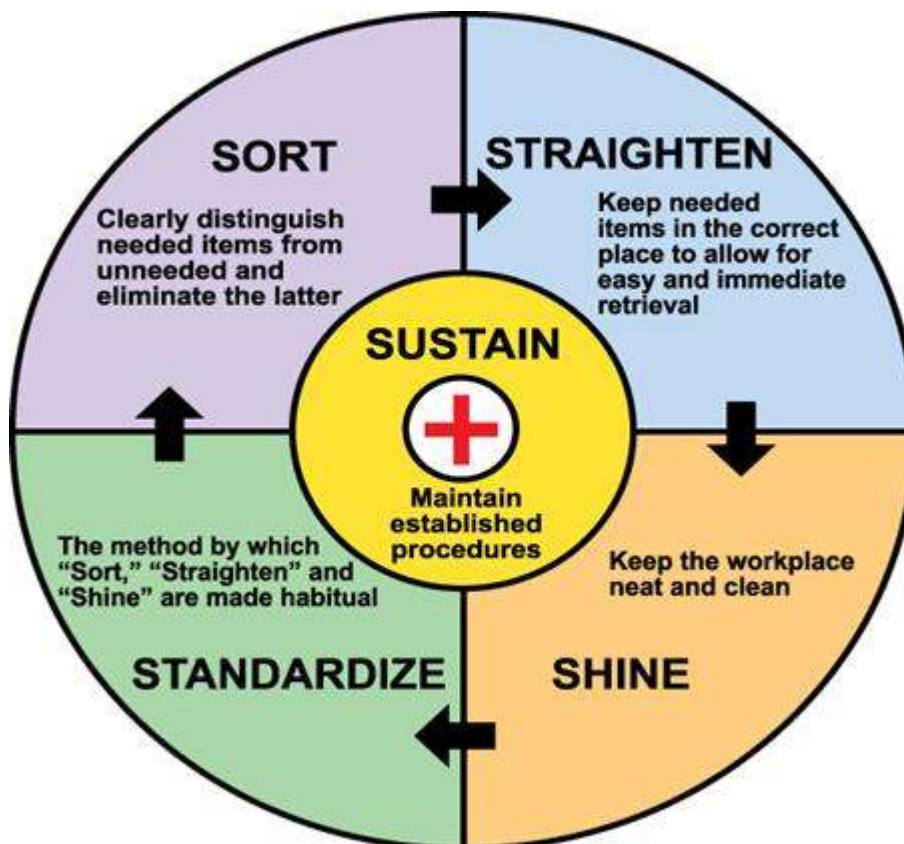 SORT
Clearly distinguish
needed items from
unneeded and
eliminate the latter
STRAIGHTEN
Keep needed
items in the correct
place to allow for
easy and immediate
retrieval
SUSTAIN
Maintain
established
procedures
Keep the workplace
neat and clean
SHINE
The method by which
“Sort,” “Straighten” and
“Shine” are made habitual
STANDARDIZE